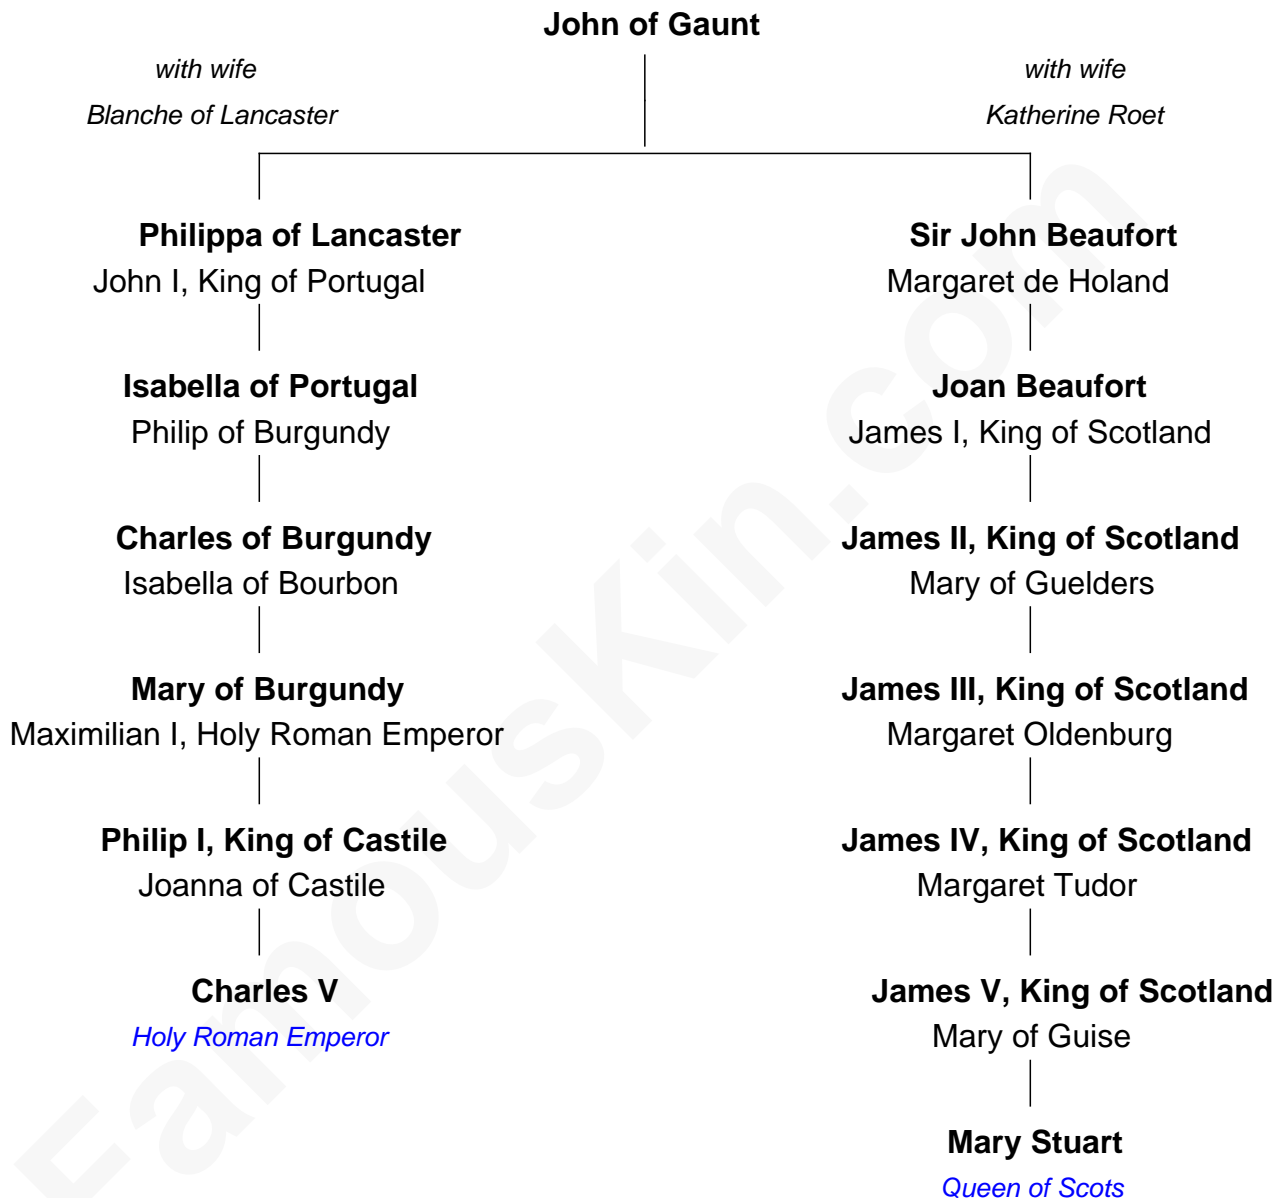 John of Gaunt
with wife
Blanche of Lancaster
with wife
Katherine Roet
Philippa of Lancaster
John I, King of Portugal
Sir John Beaufort
Margaret de Holand
Isabella of Portugal
Philip of Burgundy
Joan Beaufort
James I, King of Scotland
Charles of Burgundy
Isabella of Bourbon
James II, King of Scotland
Mary of Guelders
Mary of Burgundy
Maximilian I, Holy Roman Emperor
James III, King of Scotland
Margaret Oldenburg
Philip I, King of Castile
Joanna of Castile
James IV, King of Scotland
Margaret Tudor
Charles V
Holy Roman Emperor
James V, King of Scotland
Mary of Guise
Mary Stuart
Queen of Scots
FamousKin.com